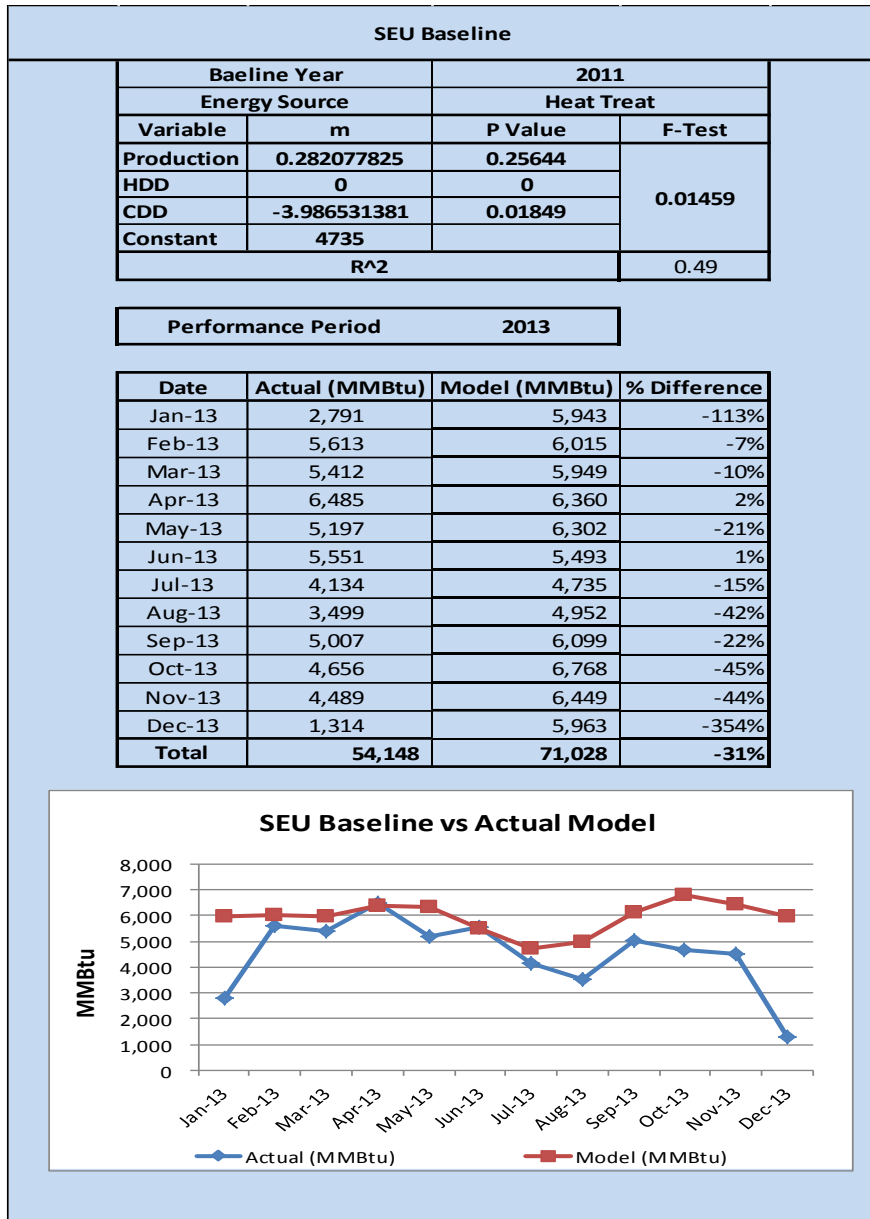 SEU Baseline
Baeline Year 2011
Energy Source Heat Treat
Variable m P Value F-Test
Production 0.282077825 0.25644
HDD 0 0
0.01459
CDD -3.986531381 0.01849
Constant 4735
R^2 0.49
Performance Period 2013
Date Actual (MMBtu) Model (MMBtu) % Difference
Jan-13 2,791 5,943 -113%
Feb-13 5,613 6,015 -7%
Mar-13 5,412 5,949 -10%
Apr-13 6,485 6,360 2%
May-13 5,197 6,302 -21%
Jun-13 5,551 5,493 1%
Jul-13 4,134 4,735 -15%
Aug-13 3,499 4,952 -42%
Sep-13 5,007 6,099 -22%
Oct-13 4,656 6,768 -45%
Nov-13 4,489 6,449 -44%
Dec-13 1,314 5,963 -354%
Total 54,148 71,028 -31%
SEU Baseline vs Actual Model
8,000
7,000
6,000
5,000
4,000
3,000
2,000
1,000
0
MMBtu
Jan-13 Feb-13 Mar-13 Apr-13 May-13 Jun-13 Jul-13 Aug-13 Sep-13 Oct-13 Nov-13 Dec-13
Actual (MMBtu) Model (MMBtu)